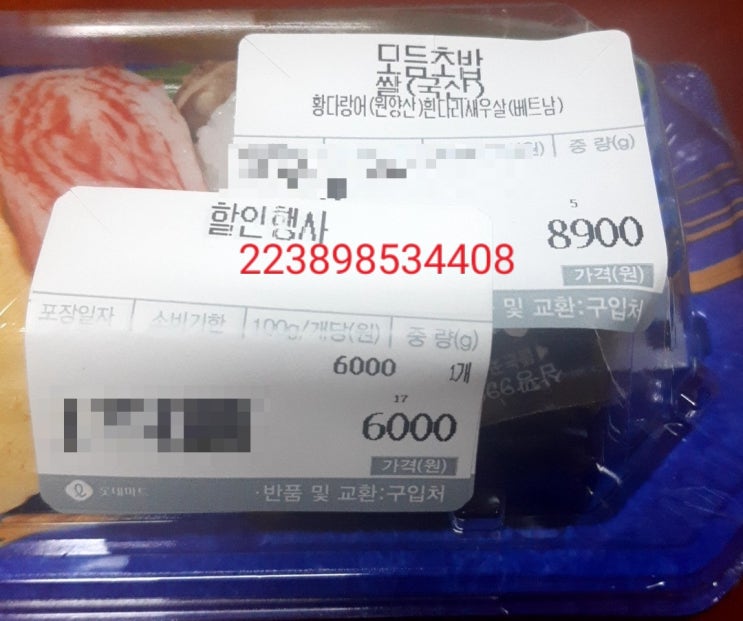 모듬초밥
쌀(국산)
황다랑어(원양산)흰다리새우살(베트남)
중 량(g)
5
8900
가격(원)
및 교환:구입처
할인행사
223898534408
포장일자 소비기한 100g/개당(원) 중 량(g)
6000 1개
17
6000
가격(원)
롯데마트 ·반품 및 교환:구입처